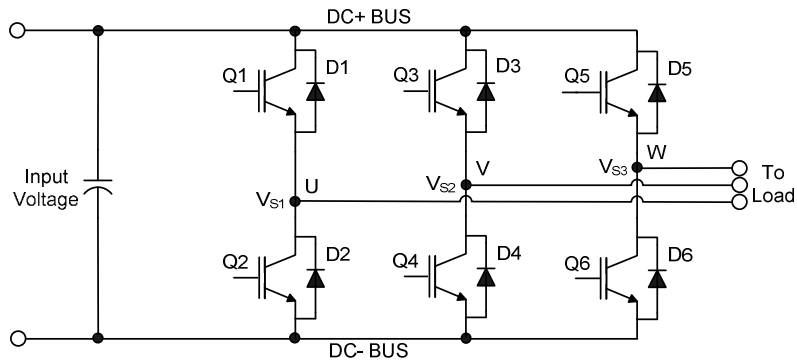 DC+ BUS
Q1
D1
Q3
D3
Q5
D5
Input
Voltage
VS1
U
VS2
V
VS3
W
To
Load
Q2
D2
Q4
D4
Q6
D6
DC- BUS